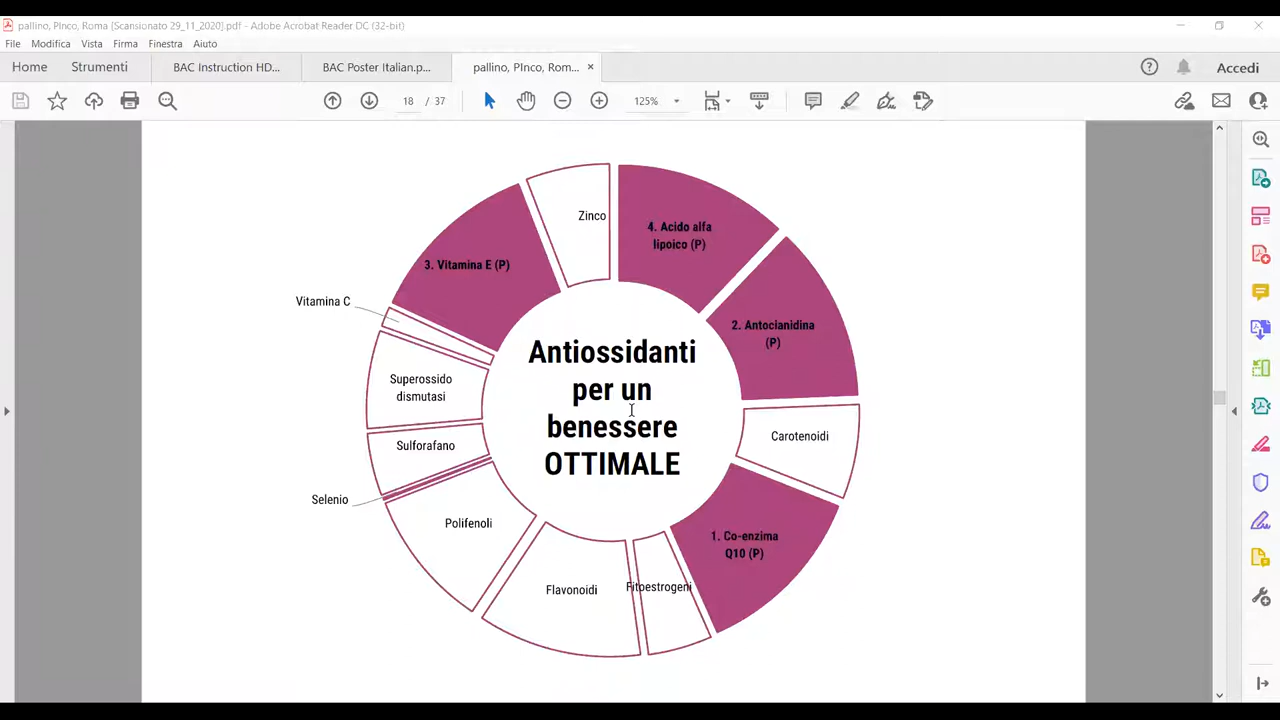 pallino, PInco, Roma [Scansionato 29_11_2020].pdf - Adobe Acrobat Reader DC (32-bit)
File Modifica Vista Firma Finestra Aiuto
Home Strumenti BAC Instruction HD... BAC Poster Italian.p... pallino, PInco, Rom... × Accedi
18 / 37 125%
Zinco
4. Acido alfa
lipoico (P)
3. Vitamina E (P)
Vitamina C
2. Antocianidina
(P)
Antiossidanti
per un
benessere
OTTIMALE
Superossido
dismutasi
Carotenoidi
Sulforafano
Selenio
Polifenoli
1. Co-enzima
Q10 (P)
Flavonoidi
Fitoestrogeni